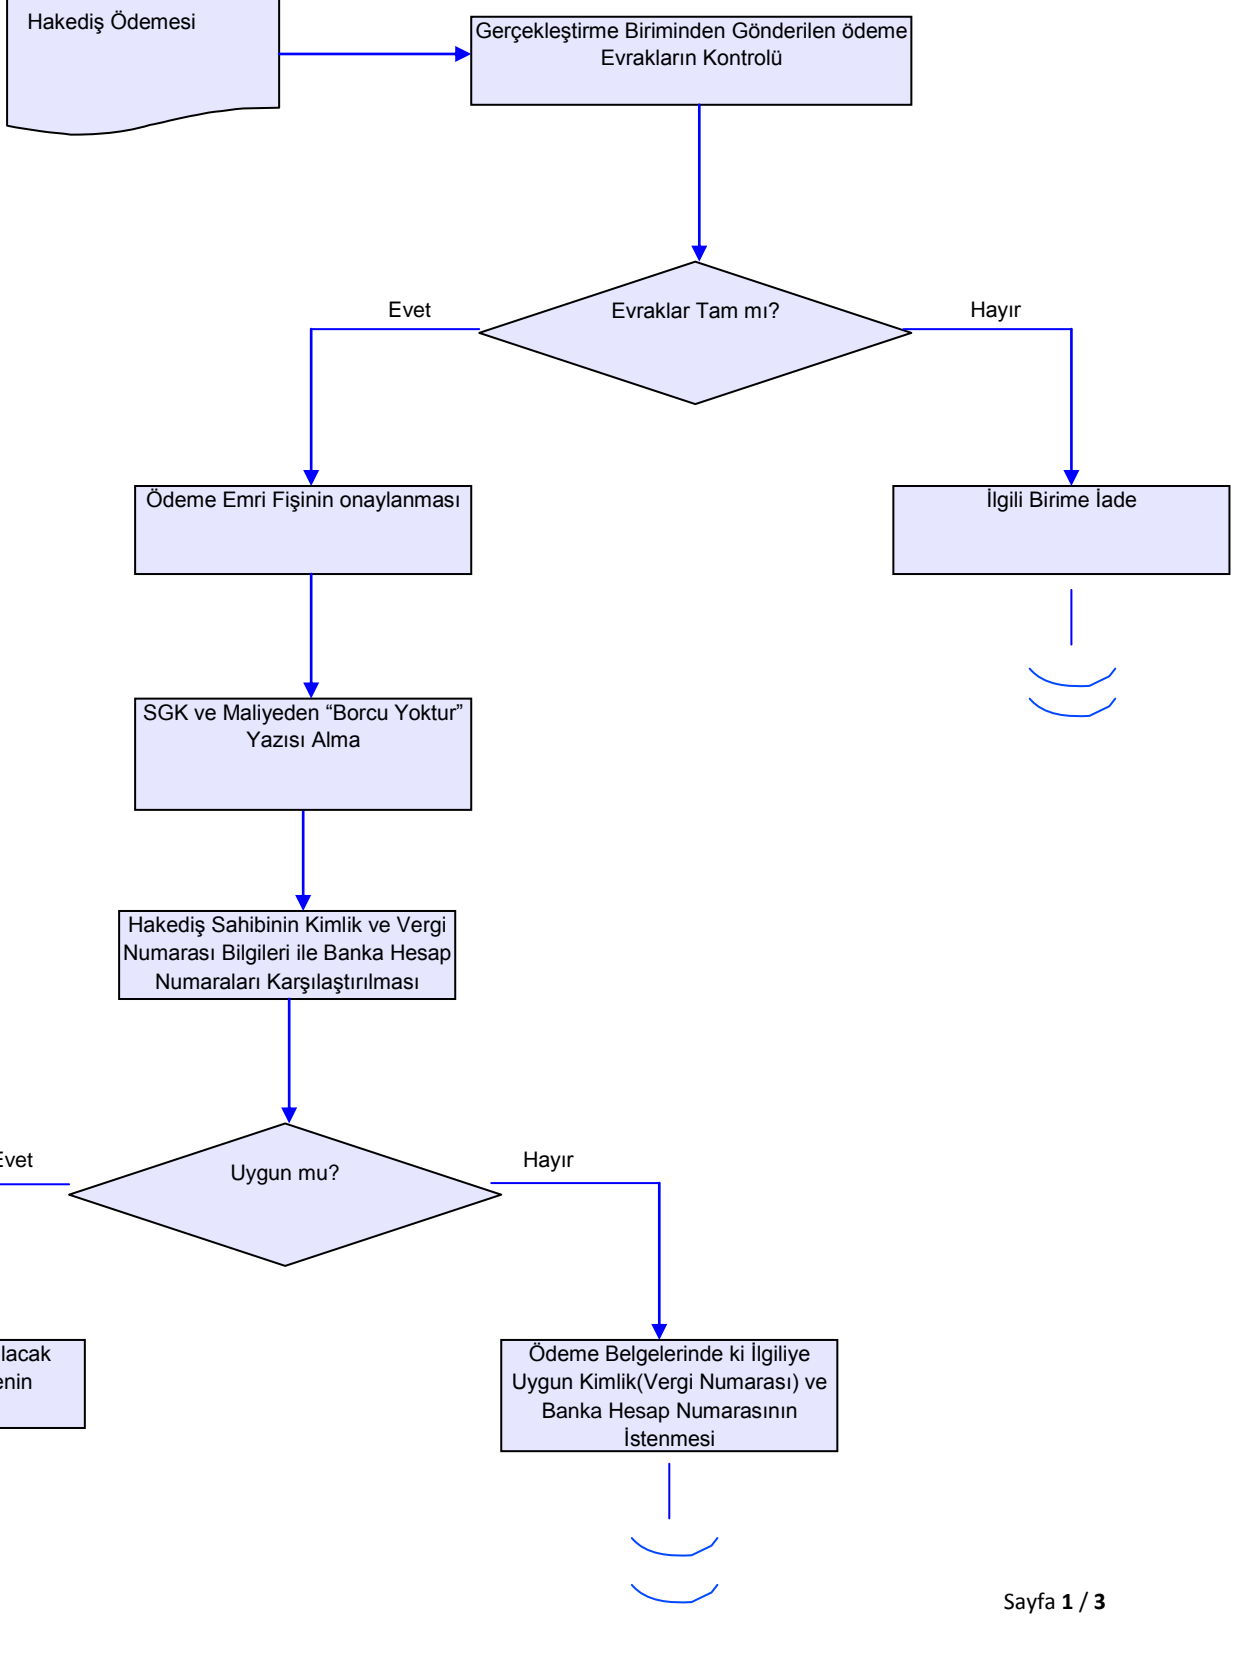 Hakediş Ödemesi
Gerçekleştirme Biriminden Gönderilen ödeme
Evrakların Kontrolü
Evet
Evraklar Tam mı?
Hayır
Ödeme Emri Fişinin onaylanması
İlgili Birime İade
SGK ve Maliyeden “Borcu Yoktur”
Yazısı Alma
Hakediş Sahibinin Kimlik ve Vergi
Numarası Bilgileri ile Banka Hesap
Numaraları Karşılaştırılması
Evet
Uygun mu?
Hayır
lacak
enin
Ödeme Belgelerinde ki İlgiliye
Uygun Kimlik(Vergi Numarası) ve
Banka Hesap Numarasının
İstenmesi
Sayfa 1 / 3